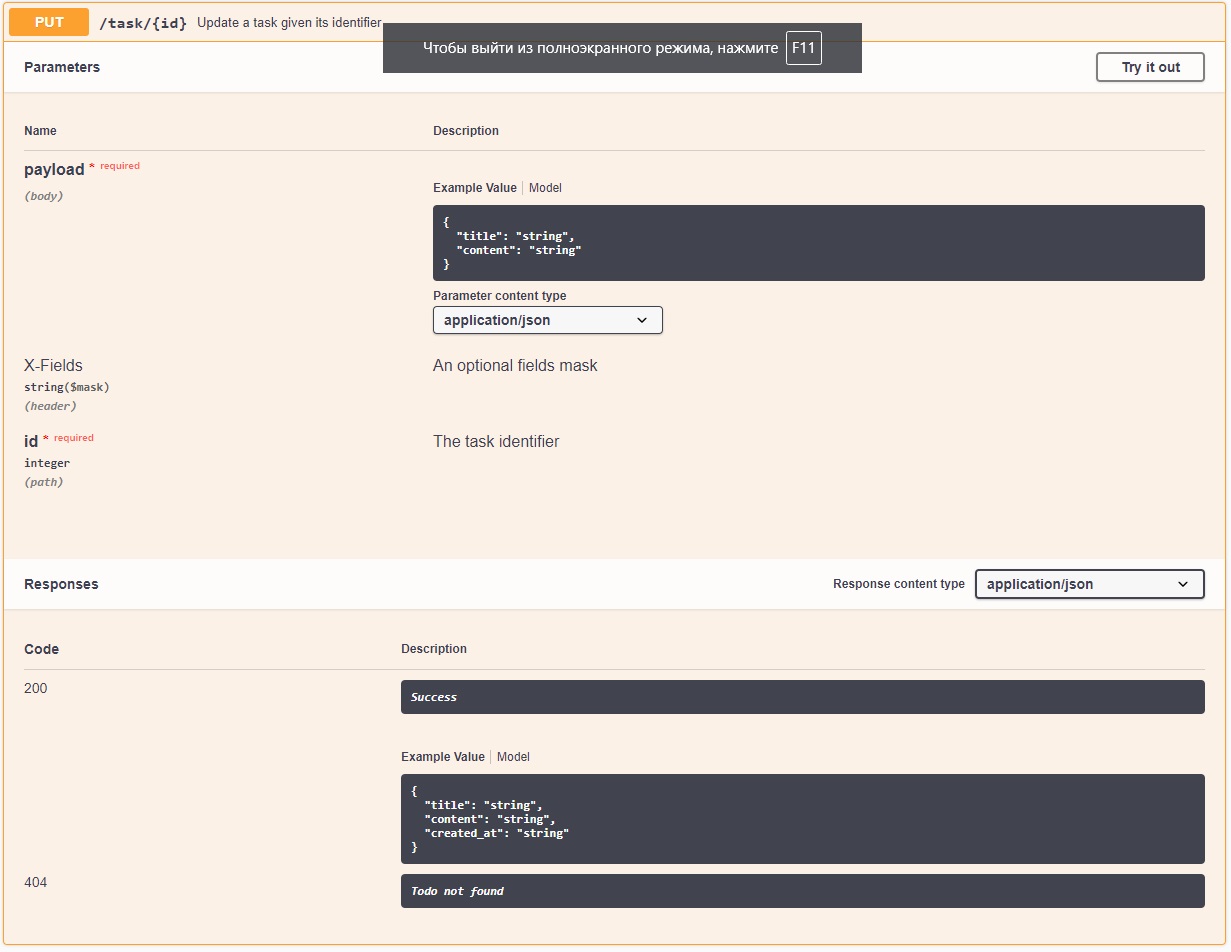 PUT /task/{id} Update a task given its identifier
Чтобы выйти из полноэкранного режима, нажмите F11
Parameters
Try it out
Name Description
payload * required
(body)
Example Value Model
{
"title": "string",
"content": "string"
}
Parameter content type
application/json
X-Fields An optional fields mask
string($mask)
(header)
id * required The task identifier
integer
(path)
Responses Response content type application/json
Code Description
200 Success
Example Value Model
{
"title": "string",
"content": "string",
"created_at": "string"
}
404 Todo not found